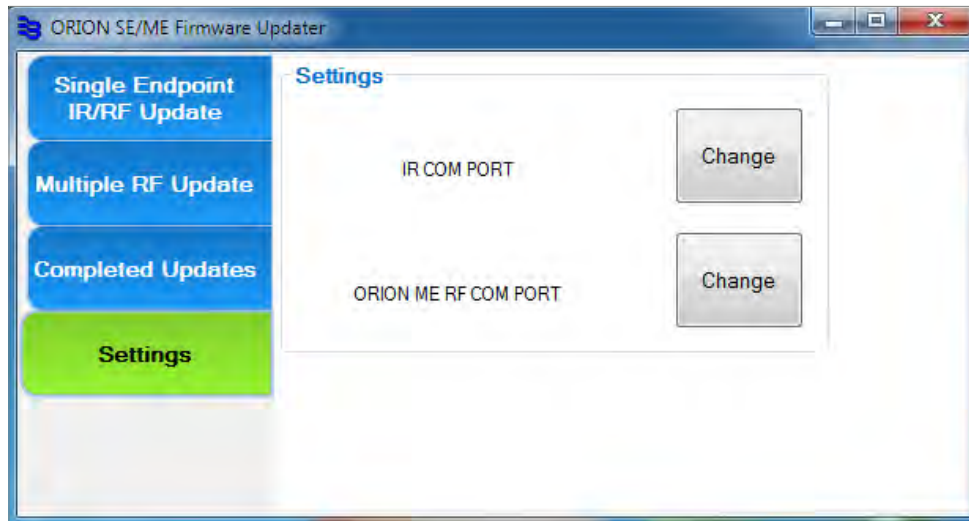 ORION SE/ME Firmware Updater
Single Endpoint
IR/RF Update
Multiple RF Update
Completed Updates
Settings
Settings
IR COM PORT
Change
ORION ME RF COM PORT
Change